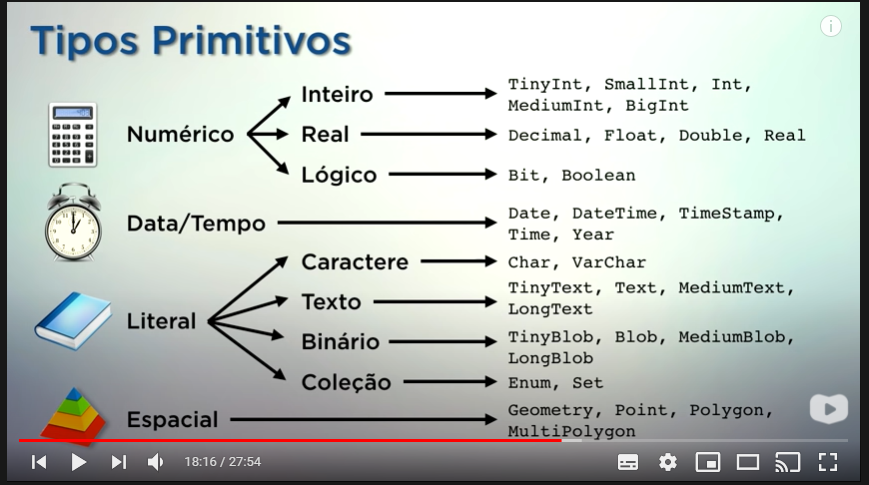 Tipos Primitivos
Numérico
Inteiro
TinyInt, SmallInt, Int,
MediumInt, BigInt
Real
Decimal, Float, Double, Real
Lógico
Bit, Boolean
Data/Tempo
Date, DateTime, TimeStamp,
Time, Year
Literal
Caractere
Char, VarChar
Texto
TinyText, Text, MediumText,
LongText
Binário
TinyBlob, Blob, MediumBlob,
LongBlob
Coleção
Enum, Set
Espacial
Geometry, Point, Polygon,
MultiPolygon
18:16 / 27:54